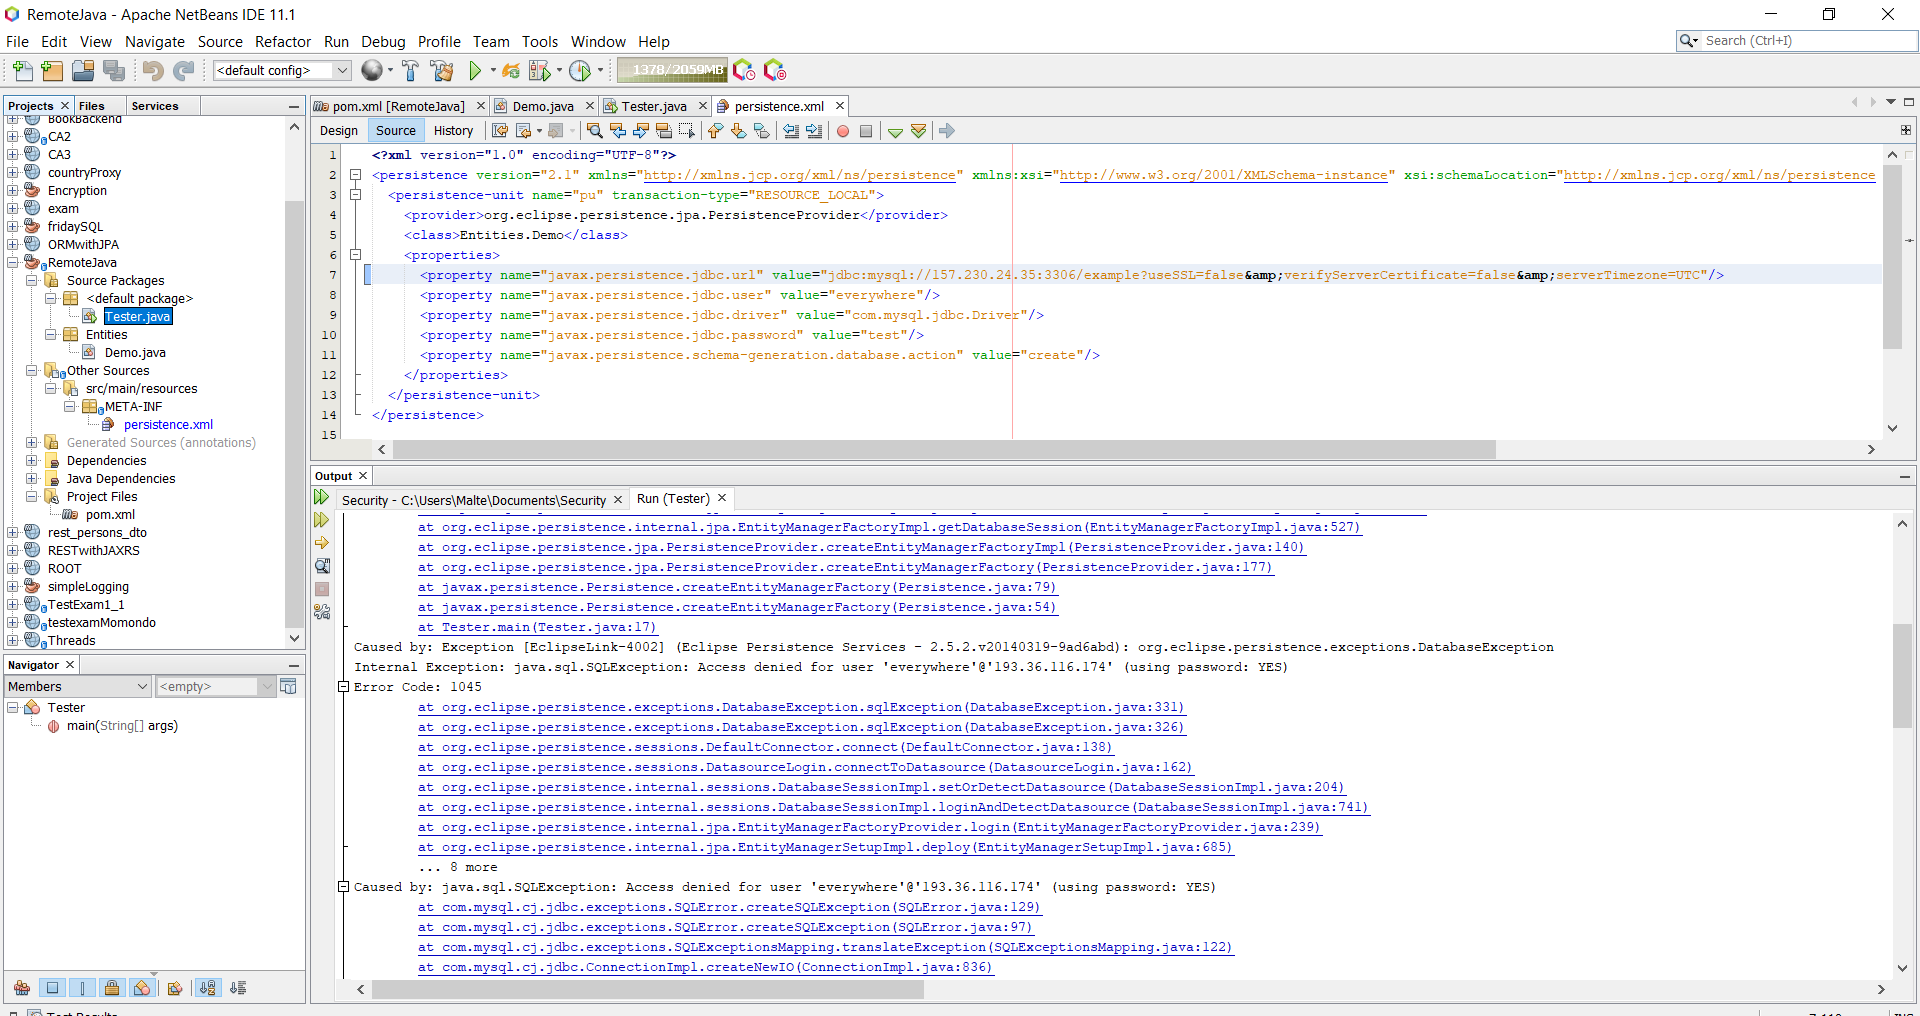 RemoteJava - Apache NetBeans IDE 11.1
File Edit View Navigate Source Refactor Run Debug Profile Team Tools Window Help
Search (Ctrl+I)
<default config>
1378/2059MB
Projects Files Services
BookBackend
CA2
CA3
countryProxy
Encryption
exam
fridaySQL
ORMwithJPA
RemoteJava
Source Packages
<default package>
Tester.java
Entities
Demo.java
Other Sources
src/main/resources
META-INF
persistence.xml
Generated Sources (annotations)
Dependencies
Java Dependencies
Project Files
pom.xml
rest_persons_dto
RESTwithJAXRS
ROOT
simpleLogging
TestExam1_1
testexamMomondo
Threads
Navigator
Members <empty>
Tester
main(String[] args)
pom.xml [RemoteJava] Demo.java Tester.java persistence.xml
Design Source History
1 <?xml version="1.0" encoding="UTF-8"?>
2 <persistence version="2.1" xmlns="http://xmlns.jcp.org/xml/ns/persistence" xmlns:xsi="http://www.w3.org/2001/XMLSchema-instance" xsi:schemaLocation="http://xmlns.jcp.org/xml/ns/persistence
3 <persistence-unit name="pu" transaction-type="RESOURCE_LOCAL">
4 <provider>org.eclipse.persistence.jpa.PersistenceProvider</provider>
5 <class>Entities.Demo</class>
6 <properties>
7 <property name="javax.persistence.jdbc.url" value="jdbc:mysql://157.230.24.35:3306/example?useSSL=false&amp;verifyServerCertificate=false&amp;serverTimezone=UTC"/>
8 <property name="javax.persistence.jdbc.user" value="everywhere"/>
9 <property name="javax.persistence.jdbc.driver" value="com.mysql.jdbc.Driver"/>
10 <property name="javax.persistence.jdbc.password" value="test"/>
11 <property name="javax.persistence.schema-generation.database.action" value="create"/>
12 </properties>
13 </persistence-unit>
14 </persistence>
15
Output
Security - C:\Users\Malte\Documents\Security Run (Tester)
at org.eclipse.persistence.internal.jpa.EntityManagerFactoryImpl.getDatabaseSession(EntityManagerFactoryImpl.java:527)
at org.eclipse.persistence.jpa.PersistenceProvider.createEntityManagerFactoryImpl(PersistenceProvider.java:140)
at org.eclipse.persistence.jpa.PersistenceProvider.createEntityManagerFactory(PersistenceProvider.java:177)
at javax.persistence.Persistence.createEntityManagerFactory(Persistence.java:79)
at javax.persistence.Persistence.createEntityManagerFactory(Persistence.java:54)
at Tester.main(Tester.java:17)
Caused by: Exception [EclipseLink-4002] (Eclipse Persistence Services - 2.5.2.v20140319-9ad6abd): org.eclipse.persistence.exceptions.DatabaseException
Internal Exception: java.sql.SQLException: Access denied for user 'everywhere'@'193.36.116.174' (using password: YES)
Error Code: 1045
at org.eclipse.persistence.exceptions.DatabaseException.sqlException(DatabaseException.java:331)
at org.eclipse.persistence.exceptions.DatabaseException.sqlException(DatabaseException.java:326)
at org.eclipse.persistence.sessions.DefaultConnector.connect(DefaultConnector.java:138)
at org.eclipse.persistence.sessions.DatasourceLogin.connectToDatasource(DatasourceLogin.java:162)
at org.eclipse.persistence.internal.sessions.DatabaseSessionImpl.setOrDetectDatasource(DatabaseSessionImpl.java:204)
at org.eclipse.persistence.internal.sessions.DatabaseSessionImpl.loginAndDetectDatasource(DatabaseSessionImpl.java:741)
at org.eclipse.persistence.internal.jpa.EntityManagerFactoryProvider.login(EntityManagerFactoryProvider.java:239)
at org.eclipse.persistence.internal.jpa.EntityManagerSetupImpl.deploy(EntityManagerSetupImpl.java:685)
... 8 more
Caused by: java.sql.SQLException: Access denied for user 'everywhere'@'193.36.116.174' (using password: YES)
at com.mysql.cj.jdbc.exceptions.SQLError.createSQLException(SQLError.java:129)
at com.mysql.cj.jdbc.exceptions.SQLError.createSQLException(SQLError.java:97)
at com.mysql.cj.jdbc.exceptions.SQLExceptionsMapping.translateException(SQLExceptionsMapping.java:122)
at com.mysql.cj.jdbc.ConnectionImpl.createNewIO(ConnectionImpl.java:836)